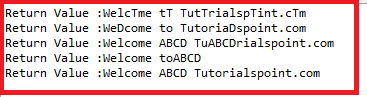 Return Value :WelcTme tT TutTrialspTint.cTm
Return Value :WeDcome to TutoriaDspoint.com
Return Value :Welcome ABCD TuABCDrialspoint.com
Return Value :Welcome toABCD
Return Value :Welcome ABCD Tutorialspoint.com